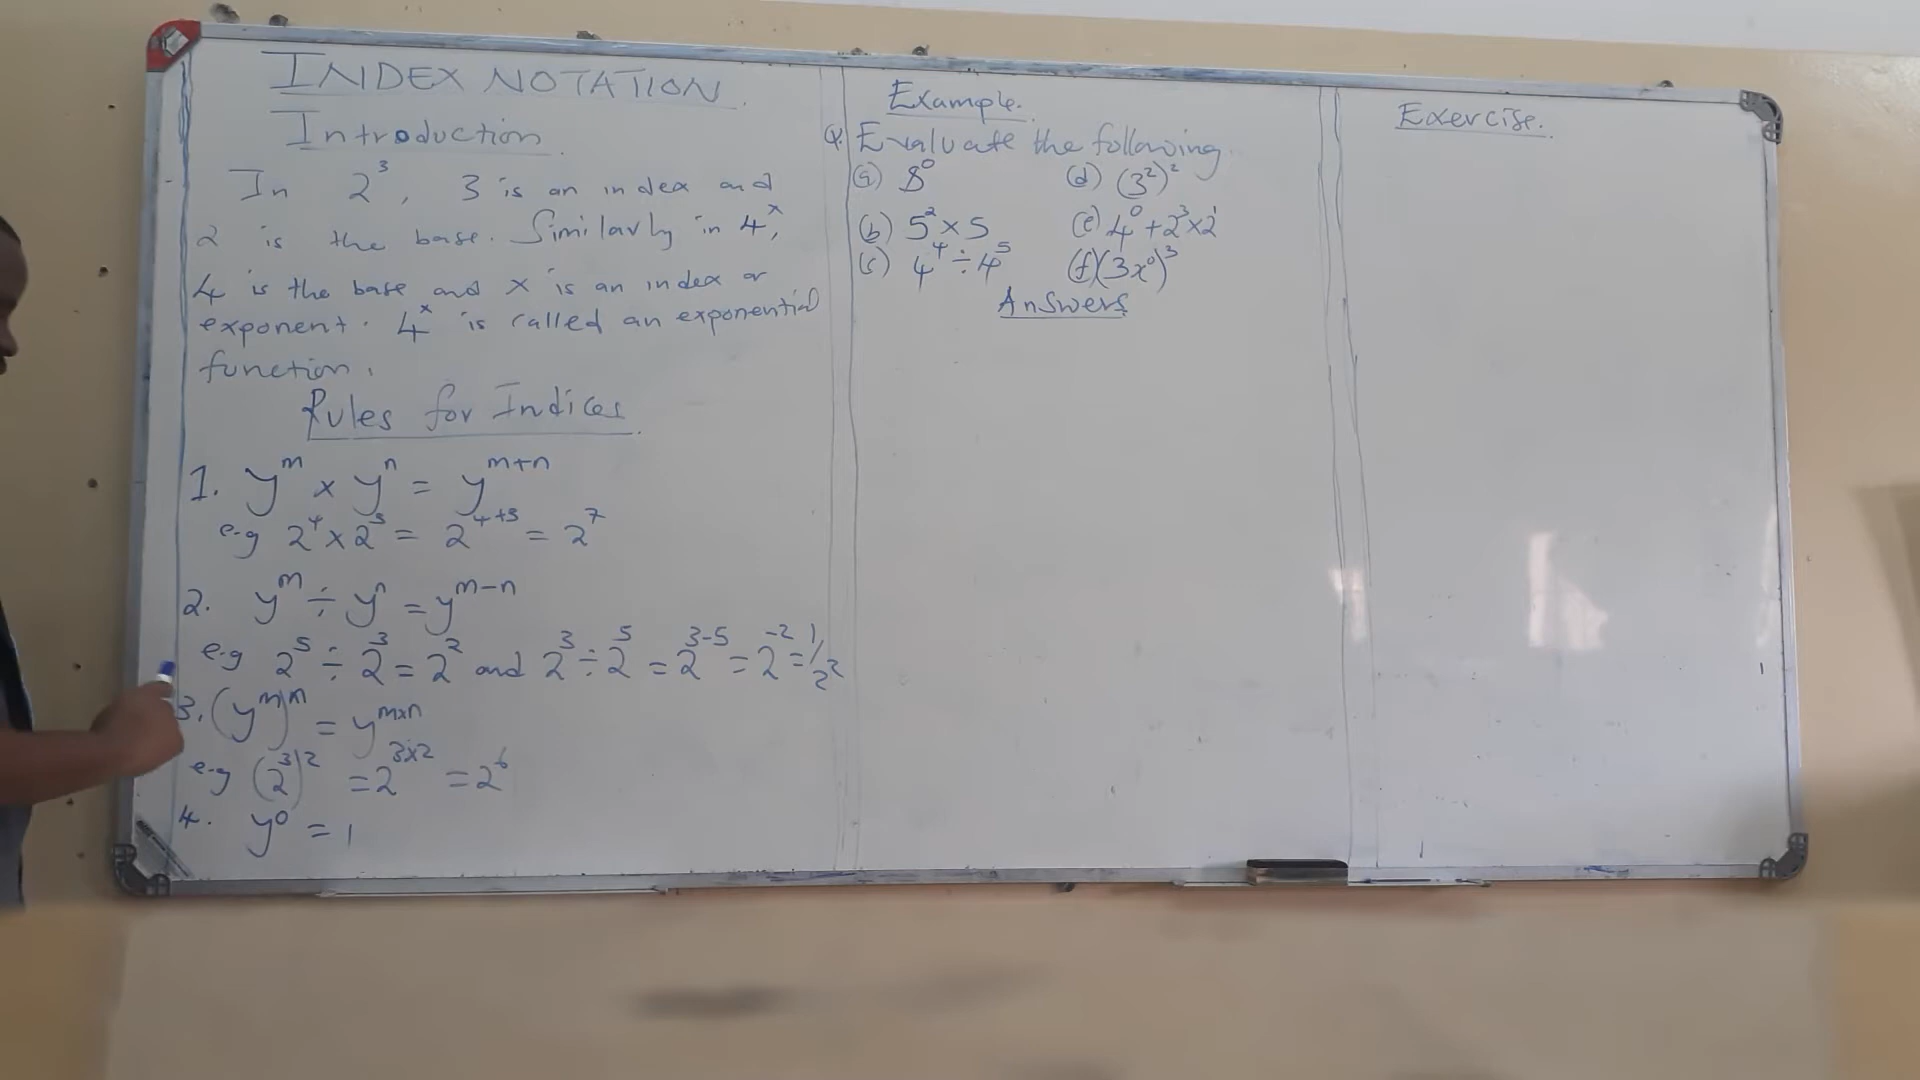 INDEX NOTATION.
Introduction.
In 2³, 3 is an index and
2 is the base. Similarly in 4ˣ,
4 is the base and x is an index or
exponent. 4ˣ is called an exponential
function.
Rules for Indices.
1. yᵐ × yⁿ = yᵐ⁺ⁿ
e.g 2⁴ × 2³ = 2⁴⁺³ = 2⁷
2. yᵐ ÷ yⁿ = yᵐ⁻ⁿ
e.g 2⁵ ÷ 2³ = 2² and 2³ ÷ 2⁵ = 2³⁻⁵ = 2⁻² = 1/2²
3. (yᵐ)ⁿ = yᵐˣⁿ
e.g (2³)² = 2³ˣ² = 2⁶
4. y⁰ = 1
Example.
Q. Evaluate the following.
(a) 8⁰ (d) (3²)²
(b) 5² × 5 (e) 4⁰ + 2³ × 2¹
(c) 4⁴ ÷ 4⁵ (f) (3x⁰)³
Answers
Exercise.